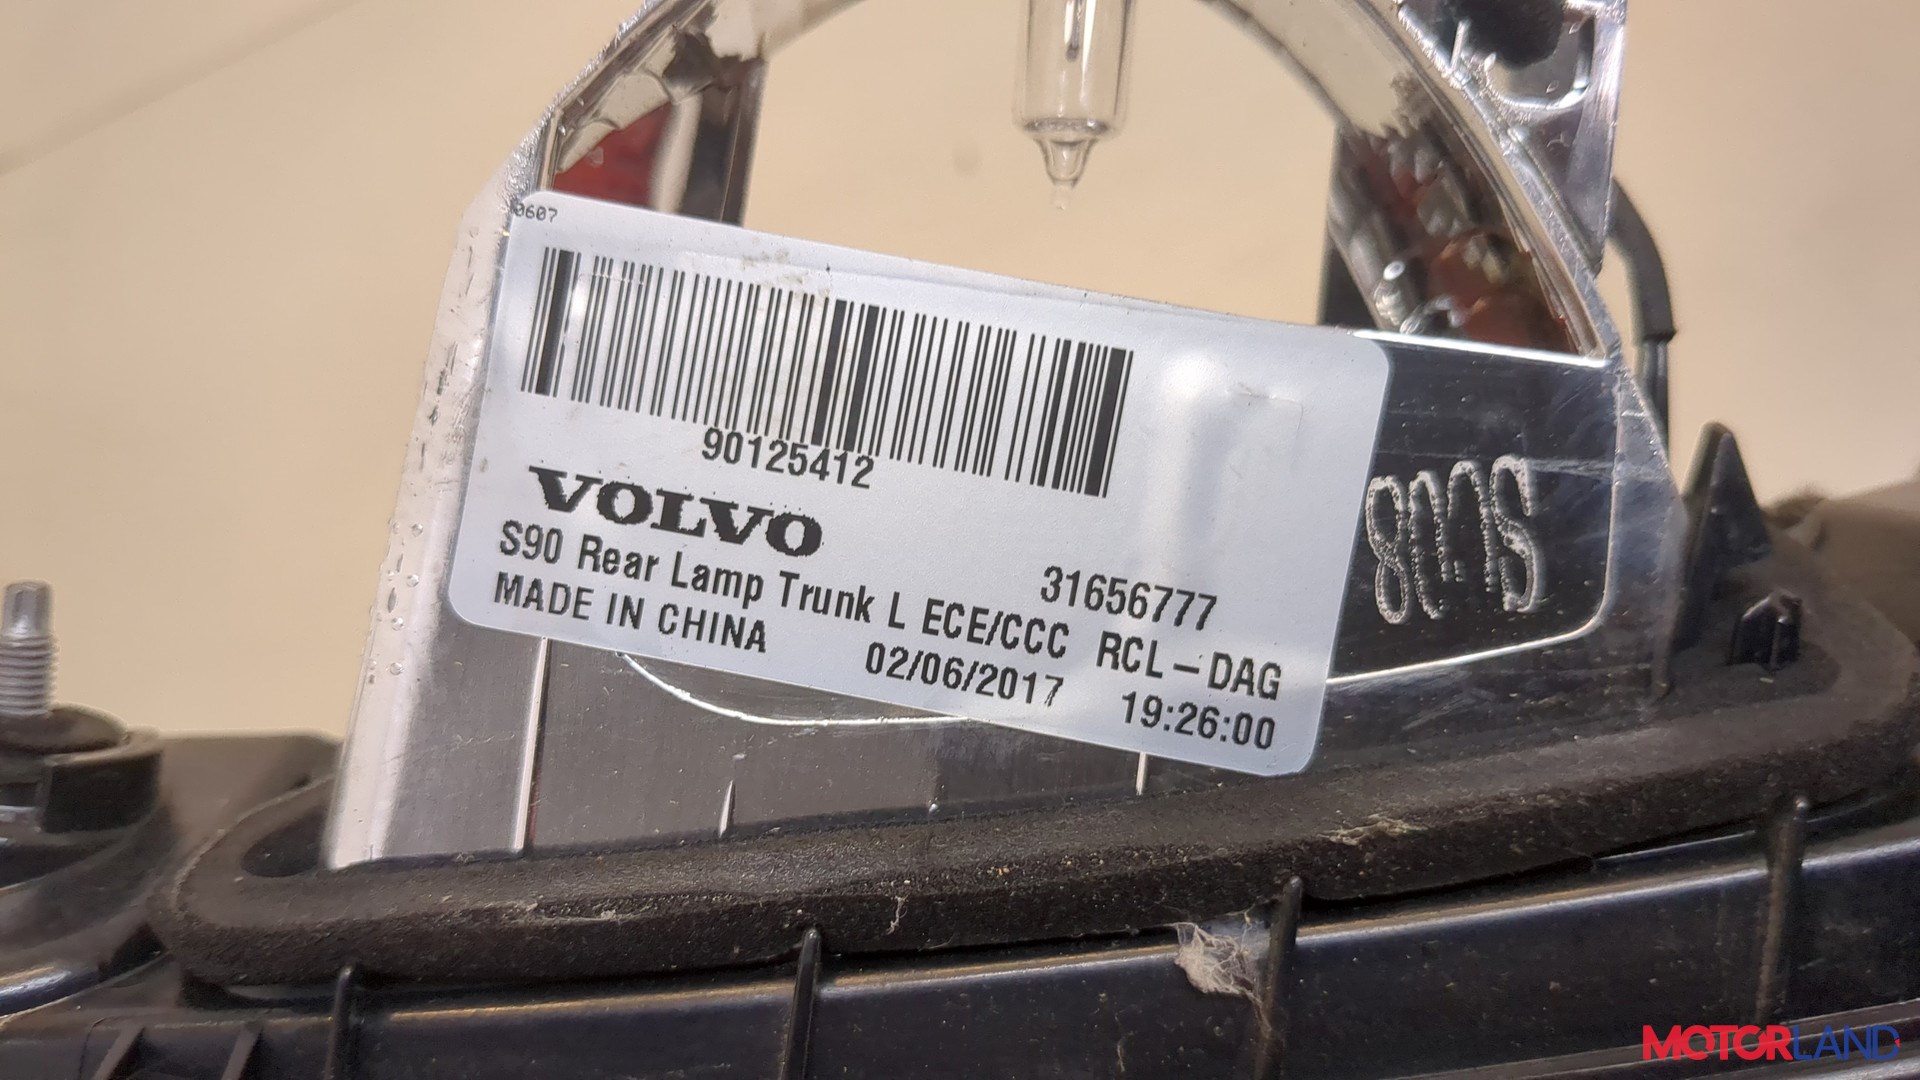 0607
90125412
VOLVO
31656777
S90 Rear Lamp Trunk L ECE/CCC RCL-DAG
MADE IN CHINA 02/06/2017 19:26:00
MOTORLAND